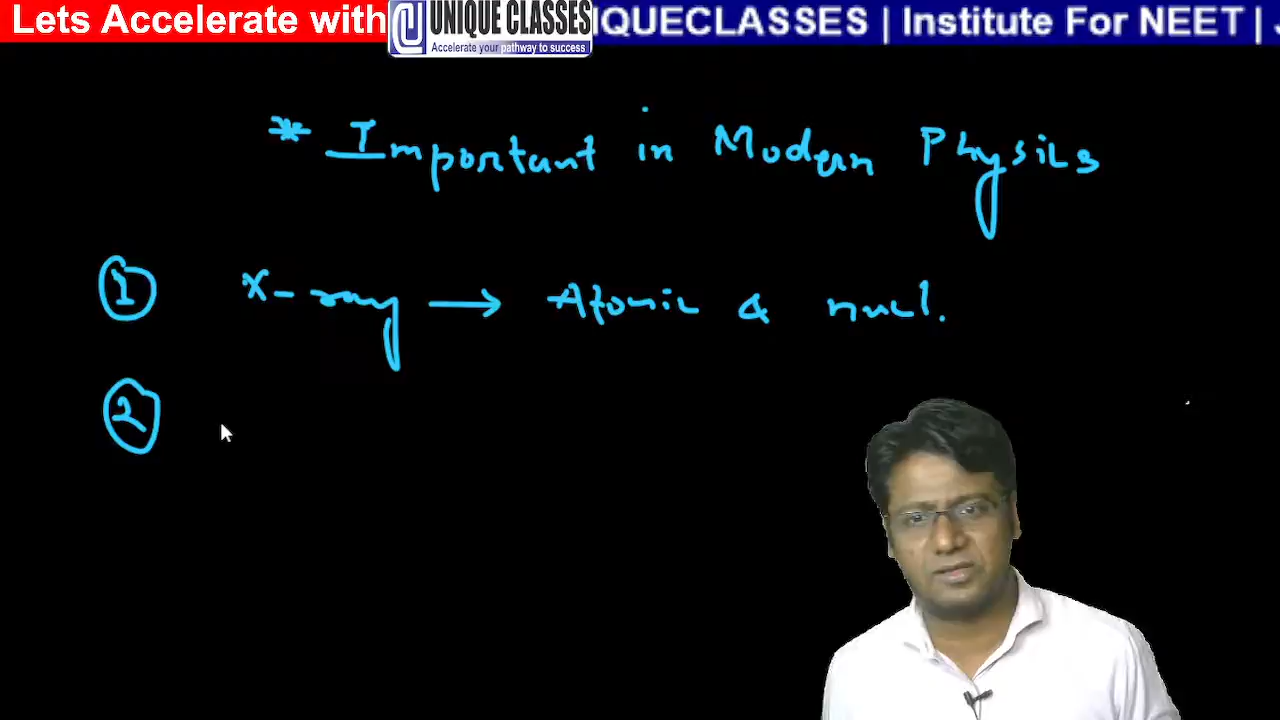 Lets Accelerate with UNIQUE CLASSES IQUECLASSES | Institute For NEET | J
Accelerate your pathway to success
* Important in Modern Physics
1 X-ray → Atomic & nucl.
2